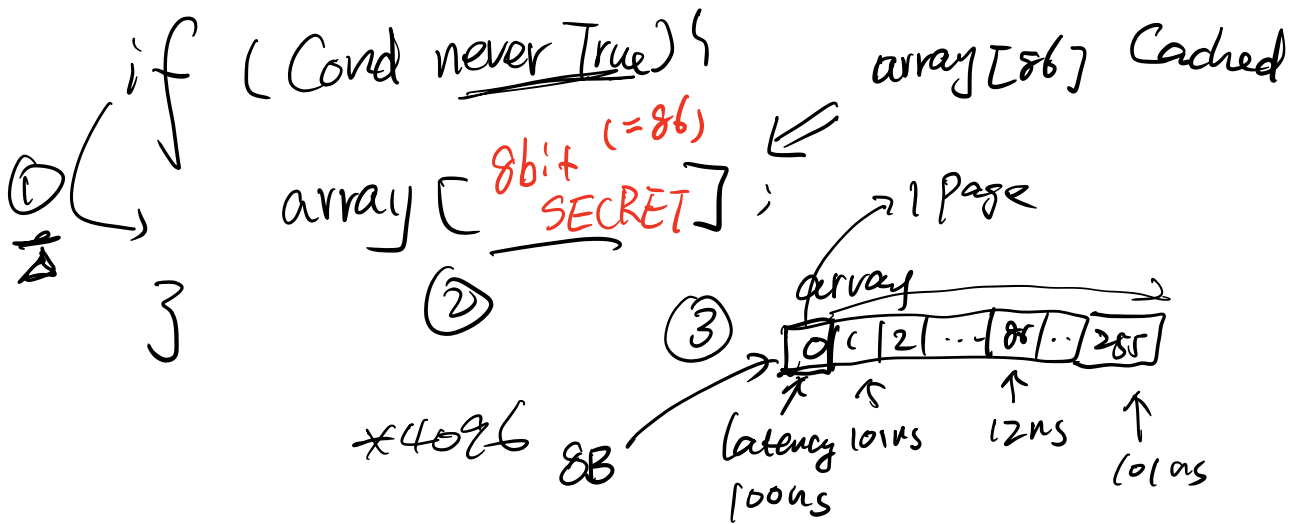 if (Cond never True) {
array[86] Cached
①
array[8bit SECRET];
(=86)
}
②
③
1 page
array
0 1 2 ... 86 .. 255
*4096
8B
latency 100ns
101ns
12ns
101ns